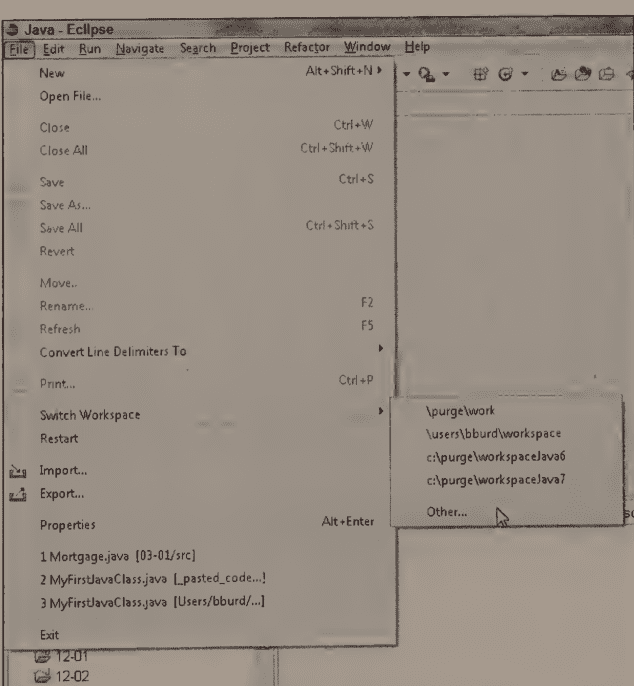 Java - Eclipse
File Edit Run Navigate Search Project Refactor Window Help
New Alt+Shift+N
Open File...
Close Ctrl+W
Close All Ctrl+Shift+W
Save Ctrl+S
Save As...
Save All Ctrl+Shift+S
Revert
Move...
Rename... F2
Refresh F5
Convert Line Delimiters To
Print... Ctrl+P
Switch Workspace
\purge\work
\users\bburd\workspace
c:\purge\workspaceJava6
c:\purge\workspaceJava7
Other...
Restart
Import...
Export...
Properties Alt+Enter
1 Mortgage.java [03-01/src]
2 MyFirstJavaClass.java [_pasted_code...!
3 MyFirstJavaClass.java [Users/bburd/...]
Exit
12-01
12-02